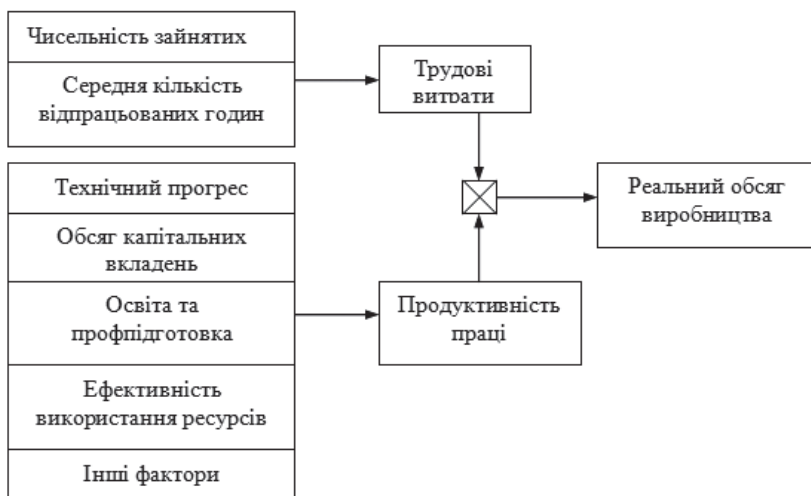 Чисельність зайнятих
Середня кількість
відпрацьованих годин
Трудові
витрати
Технічний прогрес
Обсяг капітальних
вкладень
Освіта та
профпідготовка
Ефективність
використання ресурсів
Інші фактори
Продуктивність
праці
Реальний обсяг
виробництва